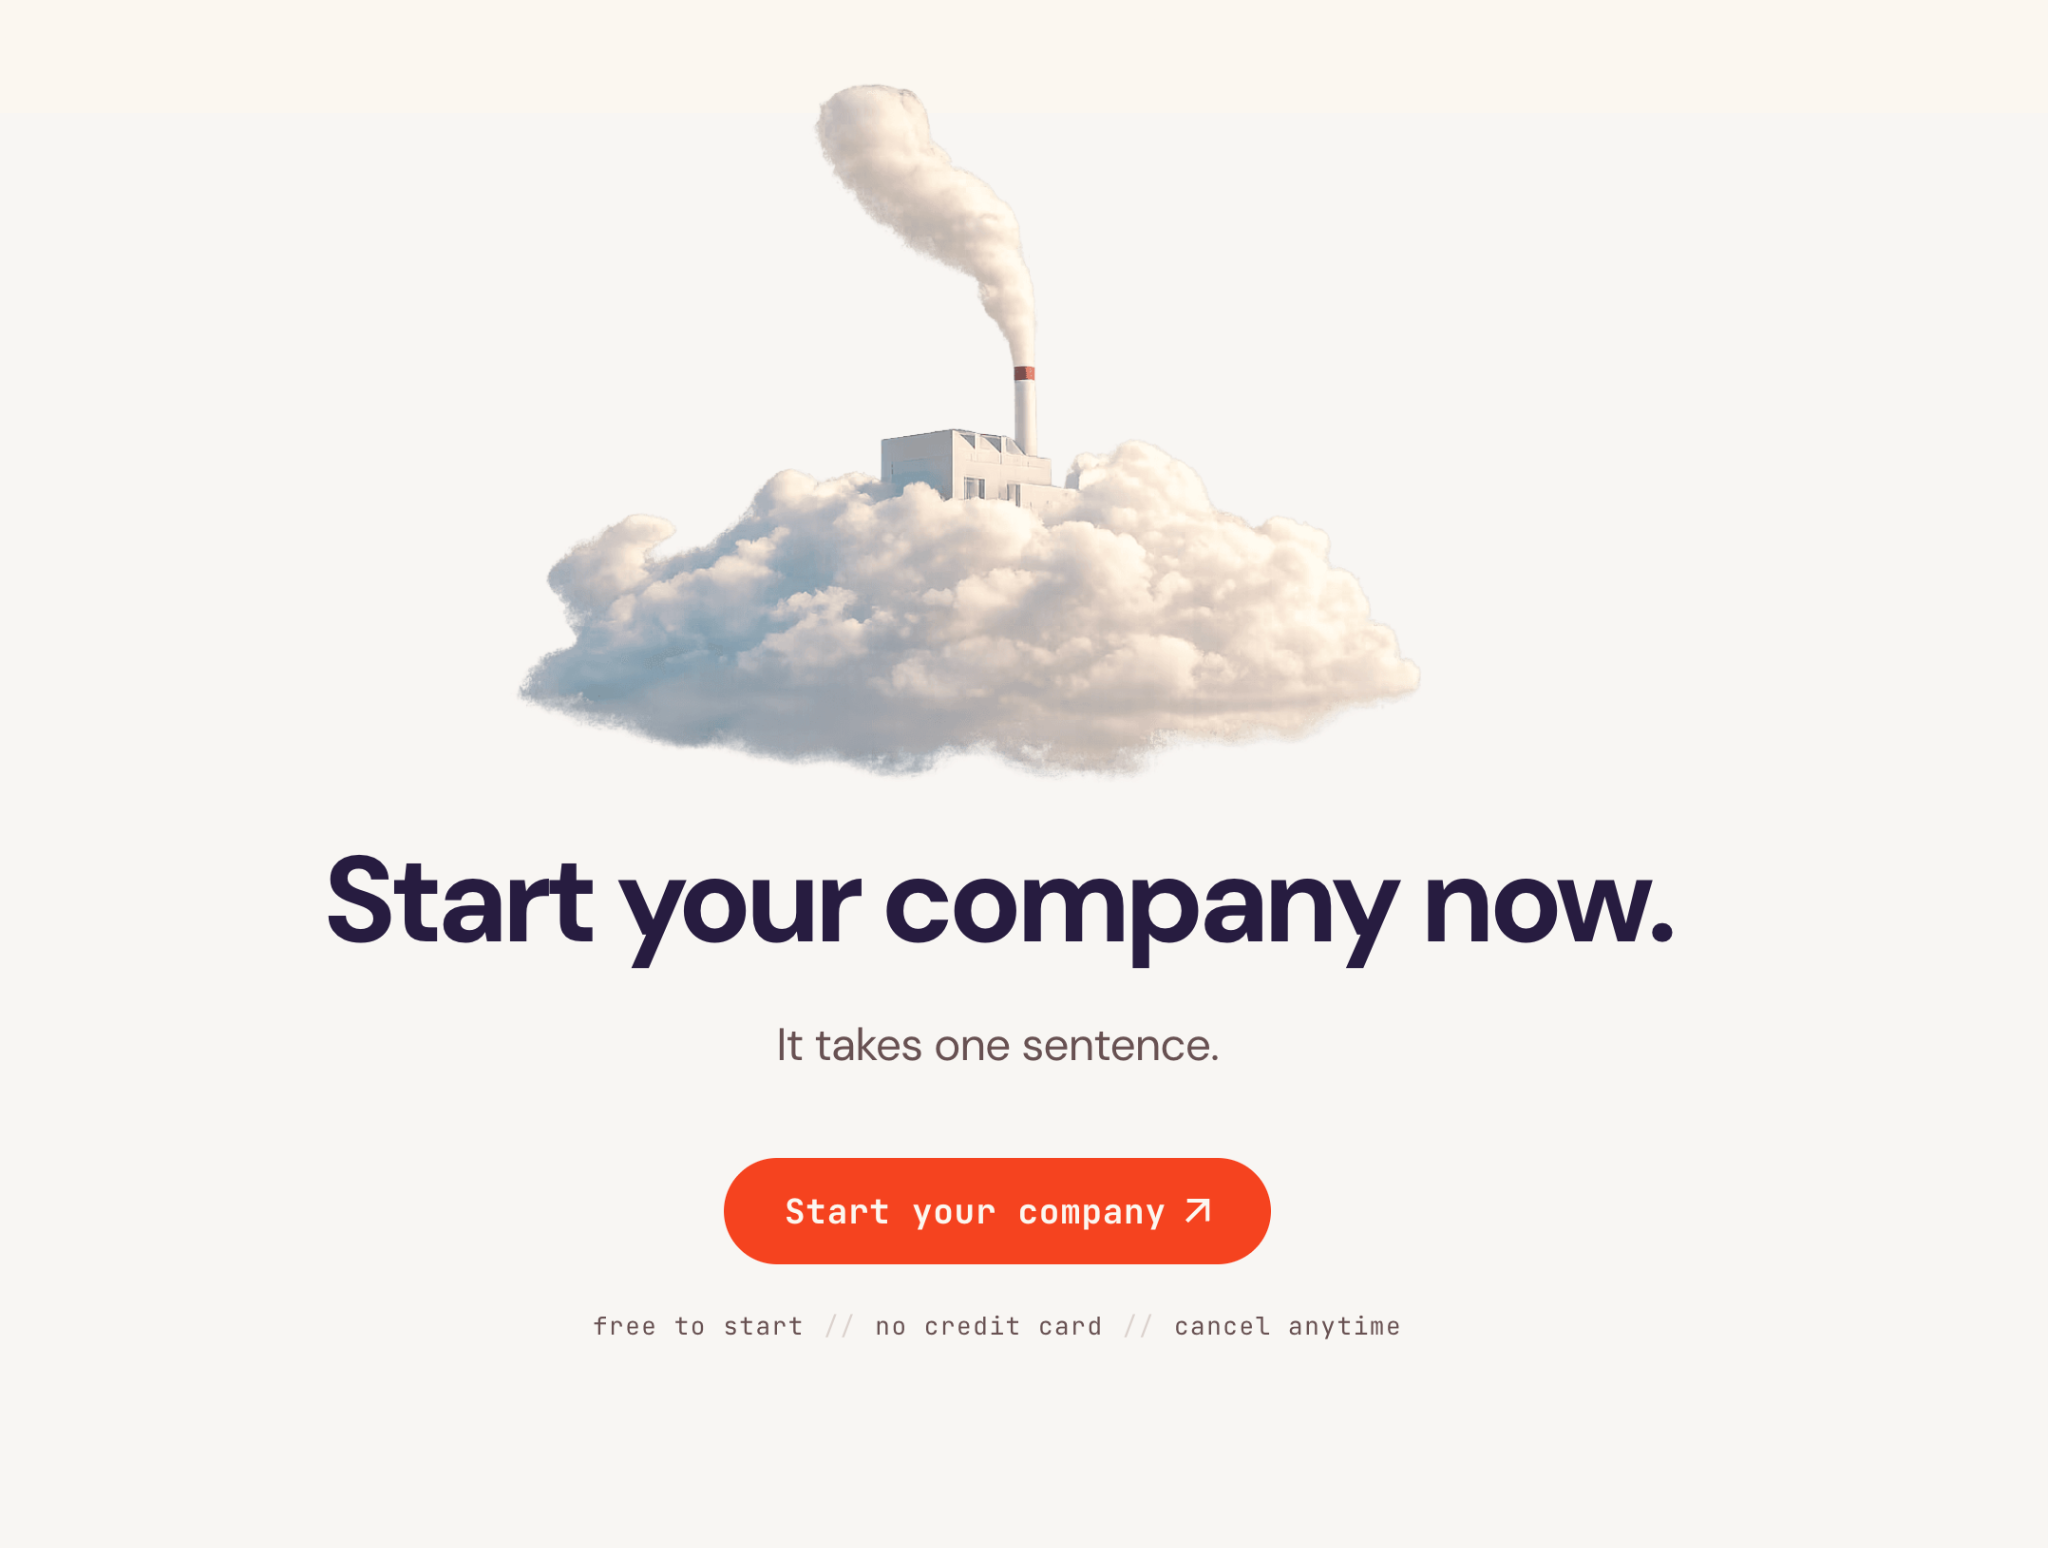 Start your company now.
It takes one sentence.
Start your company ↗
free to start // no credit card // cancel anytime